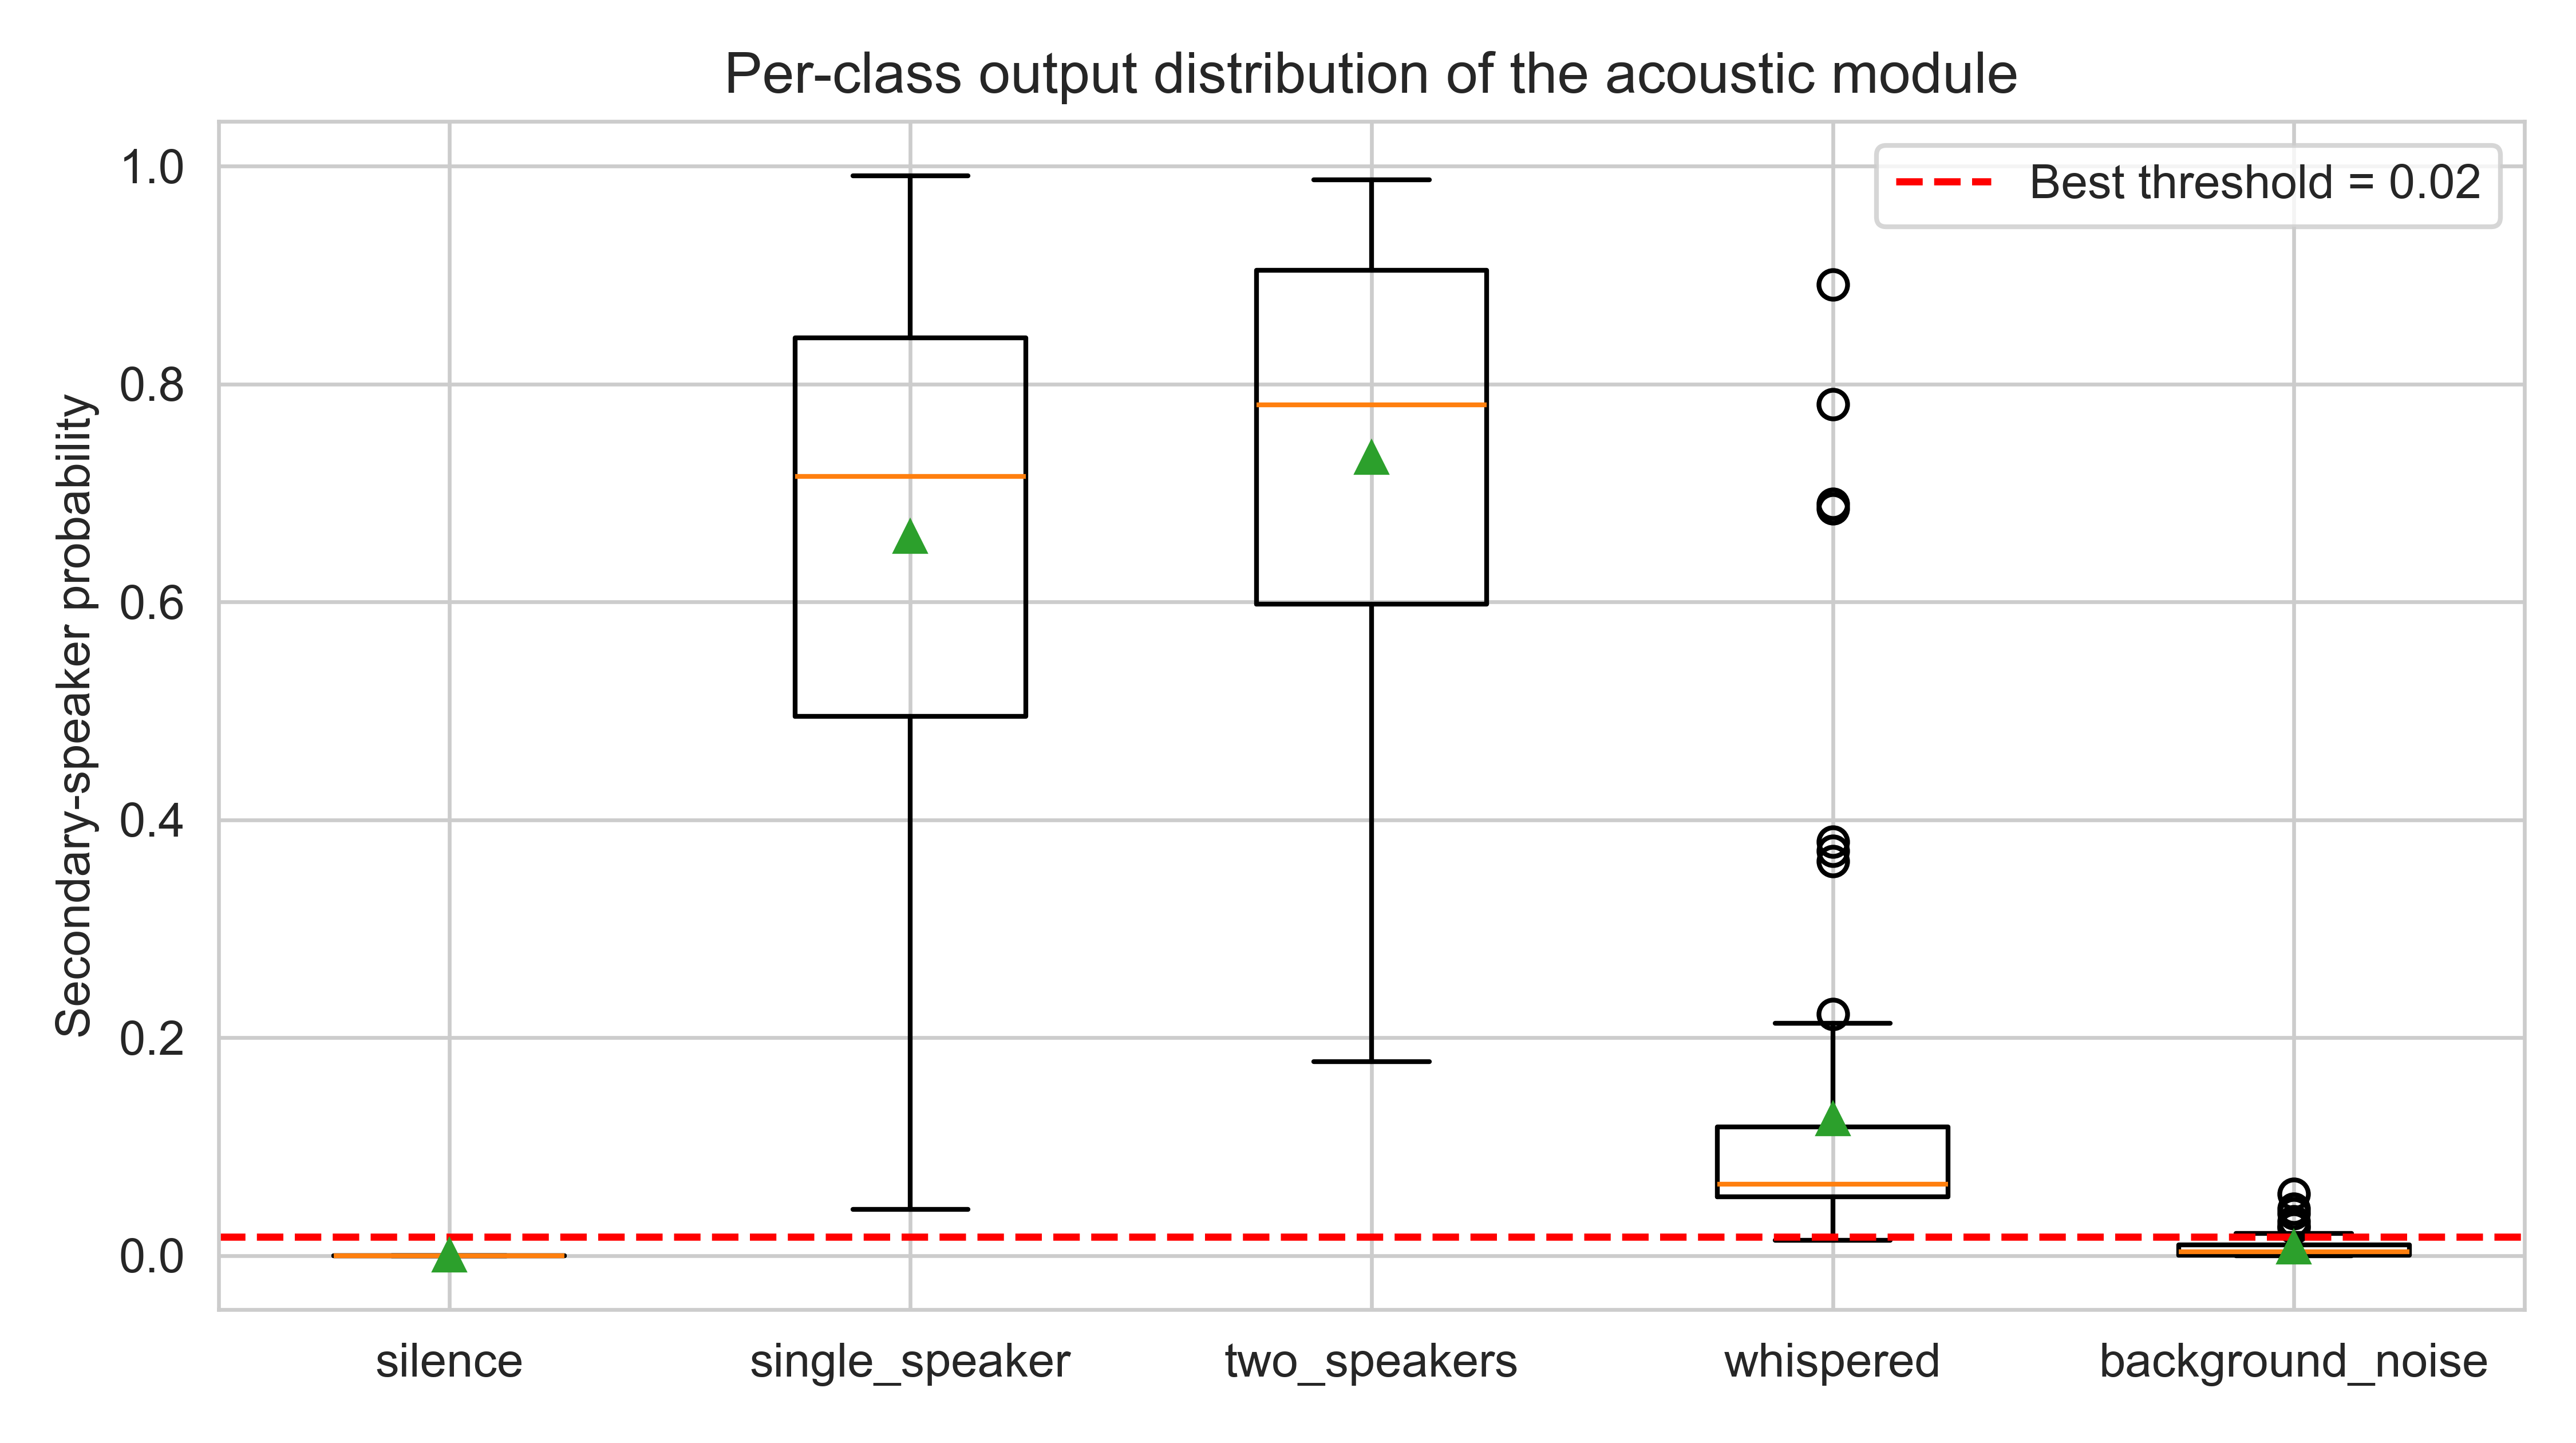 Per-class output distribution of the acoustic module
Best threshold = 0.02
Secondary-speaker probability
1.0
0.8
0.6
0.4
0.2
0.0
silence
single_speaker
two_speakers
whispered
background_noise